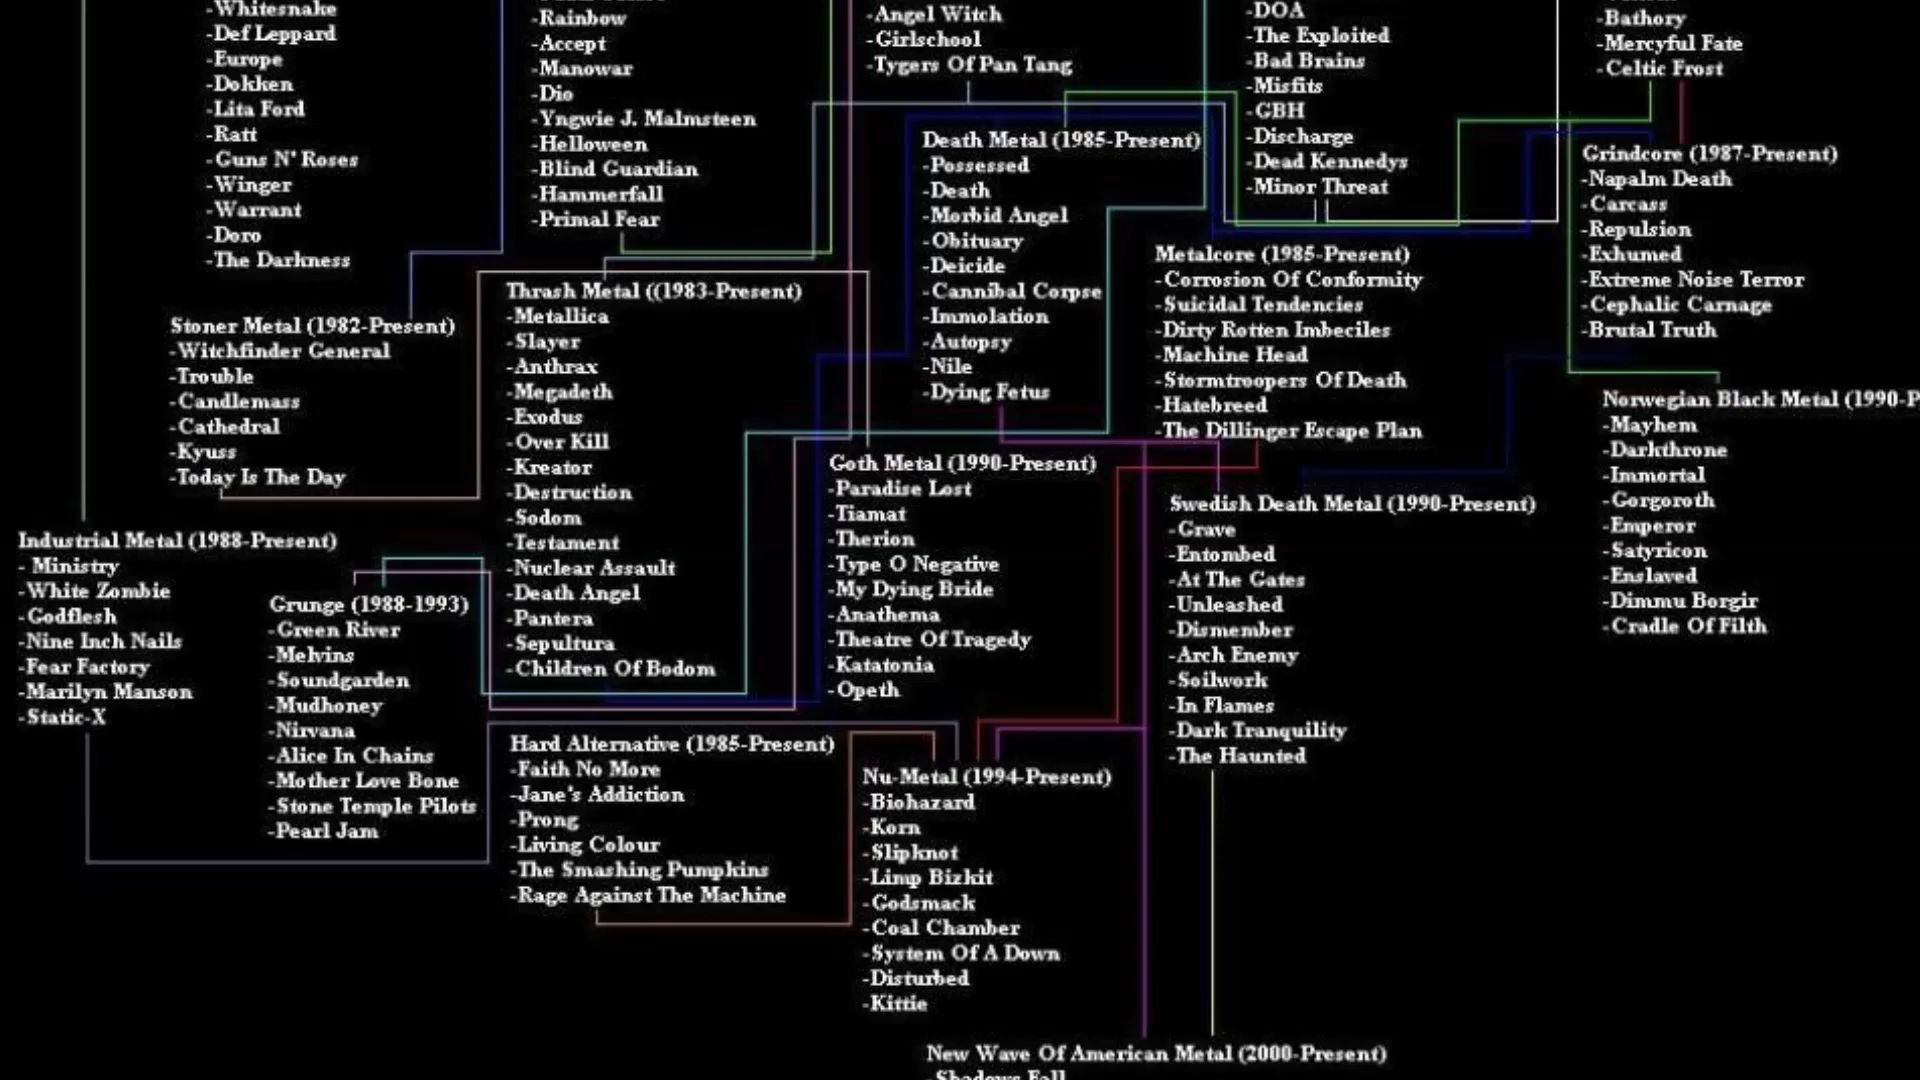 -Whitesnake
-Def Leppard
-Europe
-Dokken
-Lita Ford
-Ratt
-Guns N' Roses
-Winger
-Warrant
-Doro
-The Darkness
-Rainbow
-Accept
-Manowar
-Dio
-Yngwie J. Malmsteen
-Helloween
-Blind Guardian
-Hammerfall
-Primal Fear
-Angel Witch
-Girlschool
-Tygers Of Pan Tang
-DOA
-The Exploited
-Bad Brains
-Misfits
-GBH
-Discharge
-Dead Kennedys
-Minor Threat
-Bathory
-Mercyful Fate
-Celtic Frost
Death Metal (1985-Present)
-Possessed
-Death
-Morbid Angel
-Obituary
-Deicide
-Cannibal Corpse
-Immolation
-Autopsy
-Nile
-Dying Fetus
Grindcore (1987-Present)
-Napalm Death
-Carcass
-Repulsion
-Exhumed
-Extreme Noise Terror
-Cephalic Carnage
-Brutal Truth
Metalcore (1985-Present)
-Corrosion Of Conformity
-Suicidal Tendencies
-Dirty Rotten Imbeciles
-Machine Head
-Stormtroopers Of Death
-Hatebreed
-The Dillinger Escape Plan
Thrash Metal ((1983-Present)
-Metallica
-Slayer
-Anthrax
-Megadeth
-Exodus
-Over Kill
-Kreator
-Destruction
-Sodom
-Testament
-Nuclear Assault
-Death Angel
-Pantera
-Sepultura
-Children Of Bodom
Stoner Metal (1982-Present)
-Witchfinder General
-Trouble
-Candlemass
-Cathedral
-Kyuss
-Today Is The Day
Norwegian Black Metal (1990-P
-Mayhem
-Darkthrone
-Immortal
-Gorgoroth
-Emperor
-Satyricon
-Enslaved
-Dimmu Borgir
-Cradle Of Filth
Goth Metal (1990-Present)
-Paradise Lost
-Tiamat
-Therion
-Type O Negative
-My Dying Bride
-Anathema
-Theatre Of Tragedy
-Katatonia
-Opeth
Swedish Death Metal (1990-Present)
-Grave
-Entombed
-At The Gates
-Unleashed
-Dismember
-Arch Enemy
-Soilwork
-In Flames
-Dark Tranquility
-The Haunted
Industrial Metal (1988-Present)
- Ministry
-White Zombie
-Godflesh
-Nine Inch Nails
-Fear Factory
-Marilyn Manson
-Static-X
Grunge (1988-1993)
-Green River
-Melvins
-Soundgarden
-Mudhoney
-Nirvana
-Alice In Chains
-Mother Love Bone
-Stone Temple Pilots
-Pearl Jam
Hard Alternative (1985-Present)
-Faith No More
-Jane's Addiction
-Prong
-Living Colour
-The Smashing Pumpkins
-Rage Against The Machine
Nu-Metal (1994-Present)
-Biohazard
-Korn
-Slipknot
-Limp Bizkit
-Godsmack
-Coal Chamber
-System Of A Down
-Disturbed
-Kittie
New Wave Of American Metal (2000-Present)
-Shadows Fall